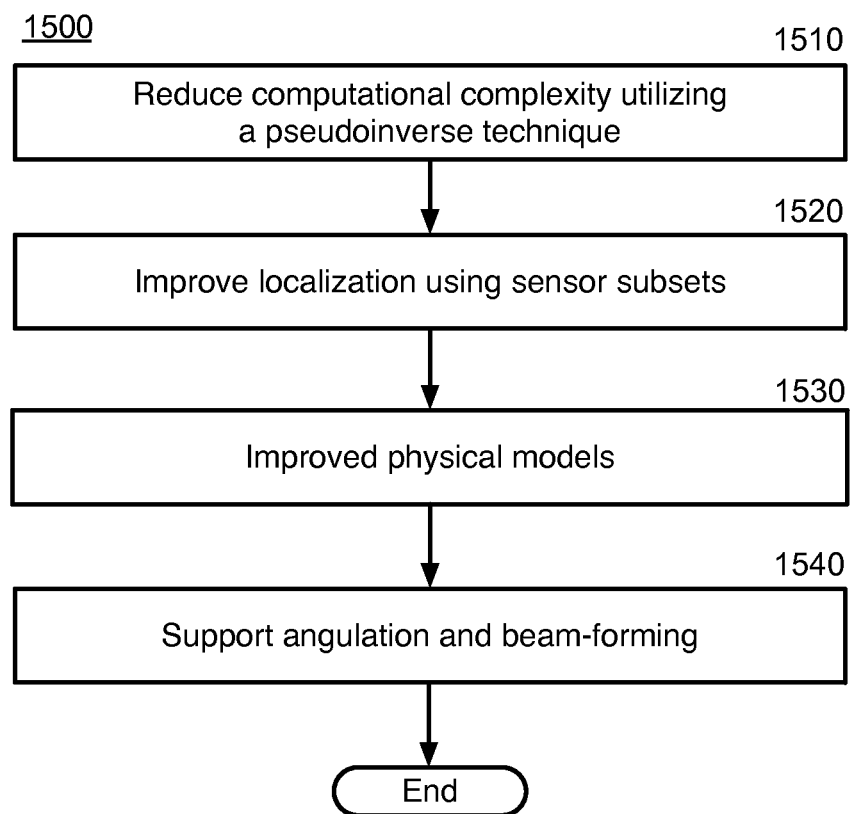 1500
1510
Reduce computational complexity utilizing
a pseudoinverse technique
1520
Improve localization using sensor subsets
1530
Improved physical models
1540
Support angulation and beam-forming
End